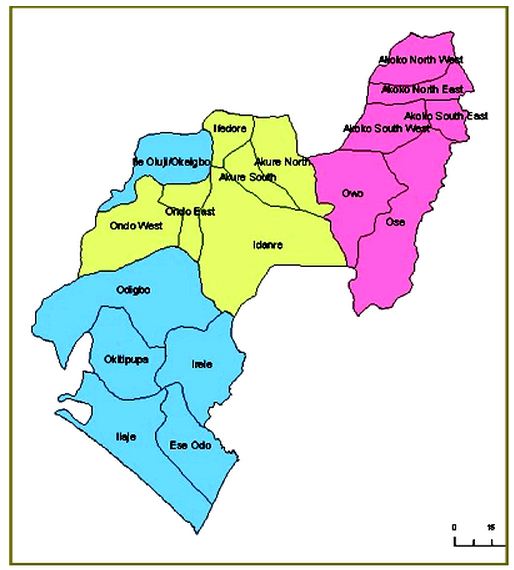 Akoko North West
Akoko North East
Akoko South East
Akoko South West
Ifedore
Ile Oluji/Okeigbo
Akure North
Akure South
Owo
Ondo East
Ose
Ondo West
Idanre
Odigbo
Okitipupa
Irele
Ilaje
Ese Odo
0 15